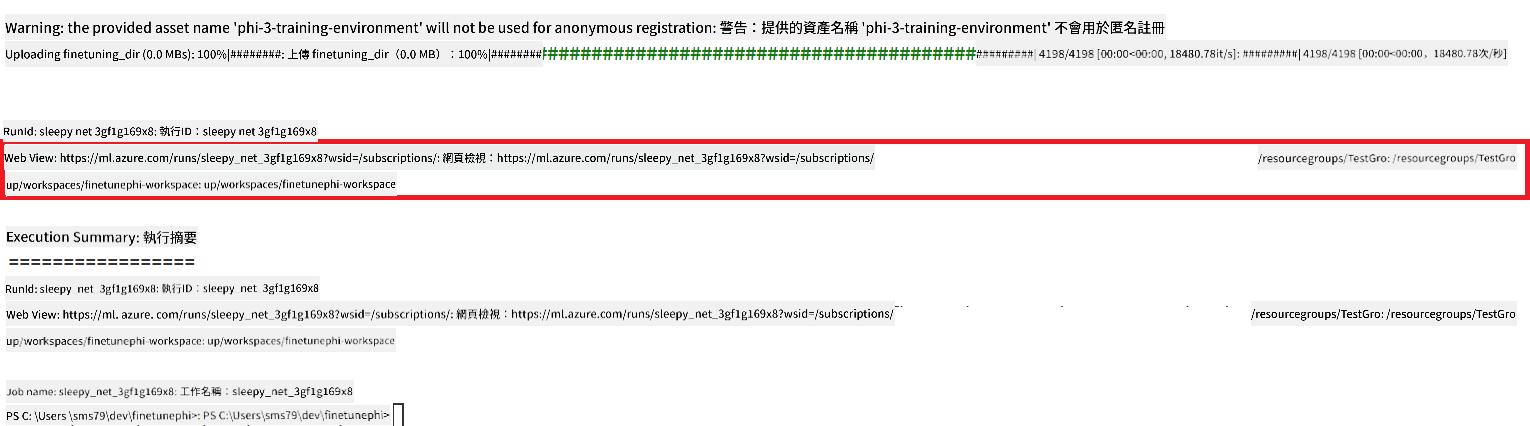 Warning: the provided asset name 'phi-3-training-environment' will not be used for anonymous registration: 警告：提供的資產名稱 'phi-3-training-environment' 不會用於匿名註冊
Uploading finetuning_dir (0.0 MBs): 100%|########: 上傳 finetuning_dir（0.0 MB）：100%|#################################################| 4198/4198 [00:00<00:00, 18480.78it/s]: #########| 4198/4198 [00:00<00:00，18480.78次/秒]
RunId: sleepy net 3gf1g169x8: 執行ID：sleepy net 3gf1g169x8
Web View: https://ml.azure.com/runs/sleepy_net_3gf1g169x8?wsid=/subscriptions/: 網頁檢視：https://ml.azure.com/runs/sleepy_net_3gf1g169x8?wsid=/subscriptions/ /resourcegroups/TestGro: /resourcegroups/TestGro
up/workspaces/finetunephi-workspace: up/workspaces/finetunephi-workspace
Execution Summary: 執行摘要
=================
RunId: sleepy_net_3gf1g169x8: 執行ID：sleepy_net_3gf1g169x8
Web View: https://ml. azure. com/runs/sleepy_net_3gf1g169x8?wsid=/subscriptions/: 網頁檢視：https://ml.azure.com/runs/sleepy_net_3gf1g169x8?wsid=/subscriptions/ /resourcegroups/TestGro: /resourcegroups/TestGro
up/workspaces/finetunephi-workspace: up/workspaces/finetunephi-workspace
Job name: sleepy_net_3gf1g169x8: 工作名稱：sleepy_net_3gf1g169x8
PS C: \Users \sms79\dev\finetunephi>: PS C:\Users\sms79\dev\finetunephi>